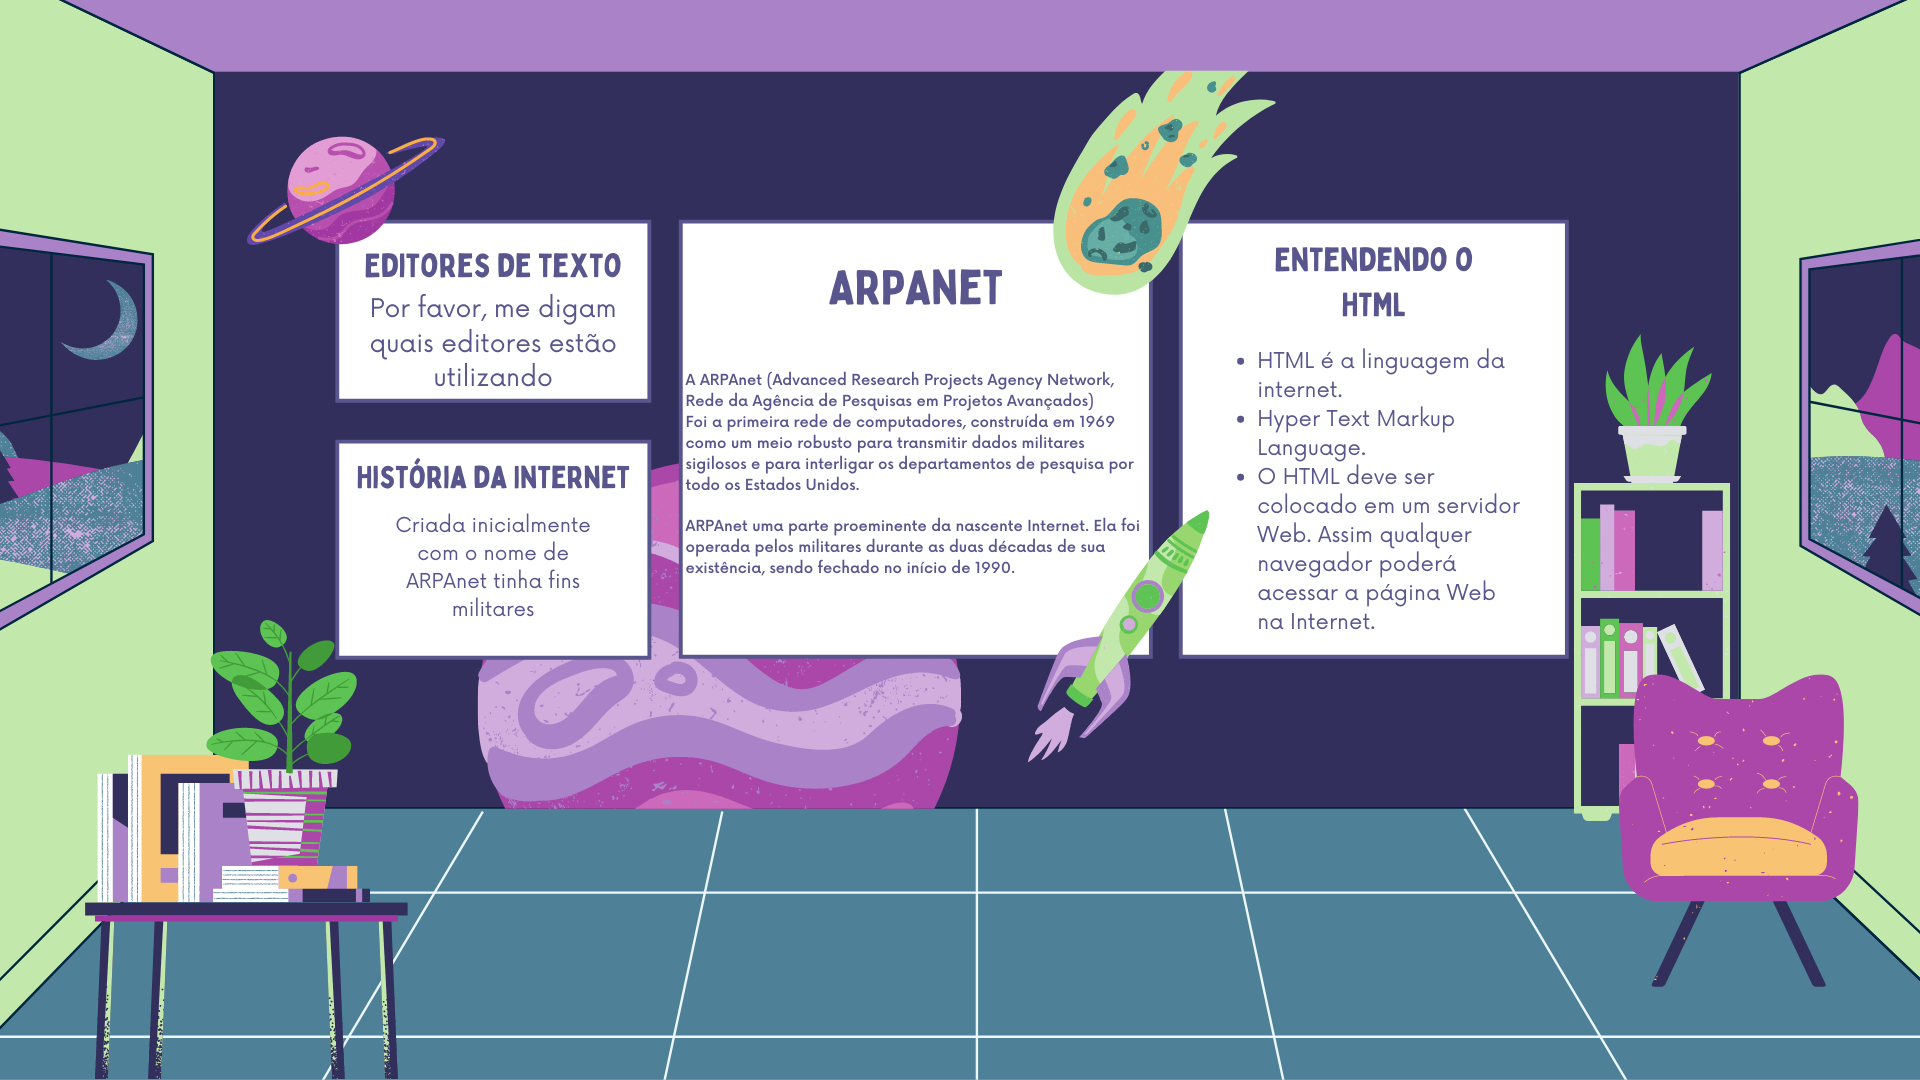 EDITORES DE TEXTO
Por favor, me digam
quais editores estão
utilizando
HISTÓRIA DA INTERNET
Criada inicialmente
com o nome de
ARPAnet tinha fins
militares
ARPANET
A ARPAnet (Advanced Research Projects Agency Network,
Rede da Agência de Pesquisas em Projetos Avançados)
Foi a primeira rede de computadores, construída em 1969
como um meio robusto para transmitir dados militares
sigilosos e para interligar os departamentos de pesquisa por
todo os Estados Unidos.
ARPAnet uma parte proeminente da nascente Internet. Ela foi
operada pelos militares durante as duas décadas de sua
existência, sendo fechado no início de 1990.
ENTENDENDO O
HTML
• HTML é a linguagem da
internet.
• Hyper Text Markup
Language.
• O HTML deve ser
colocado em um servidor
Web. Assim qualquer
navegador poderá
acessar a página Web
na Internet.